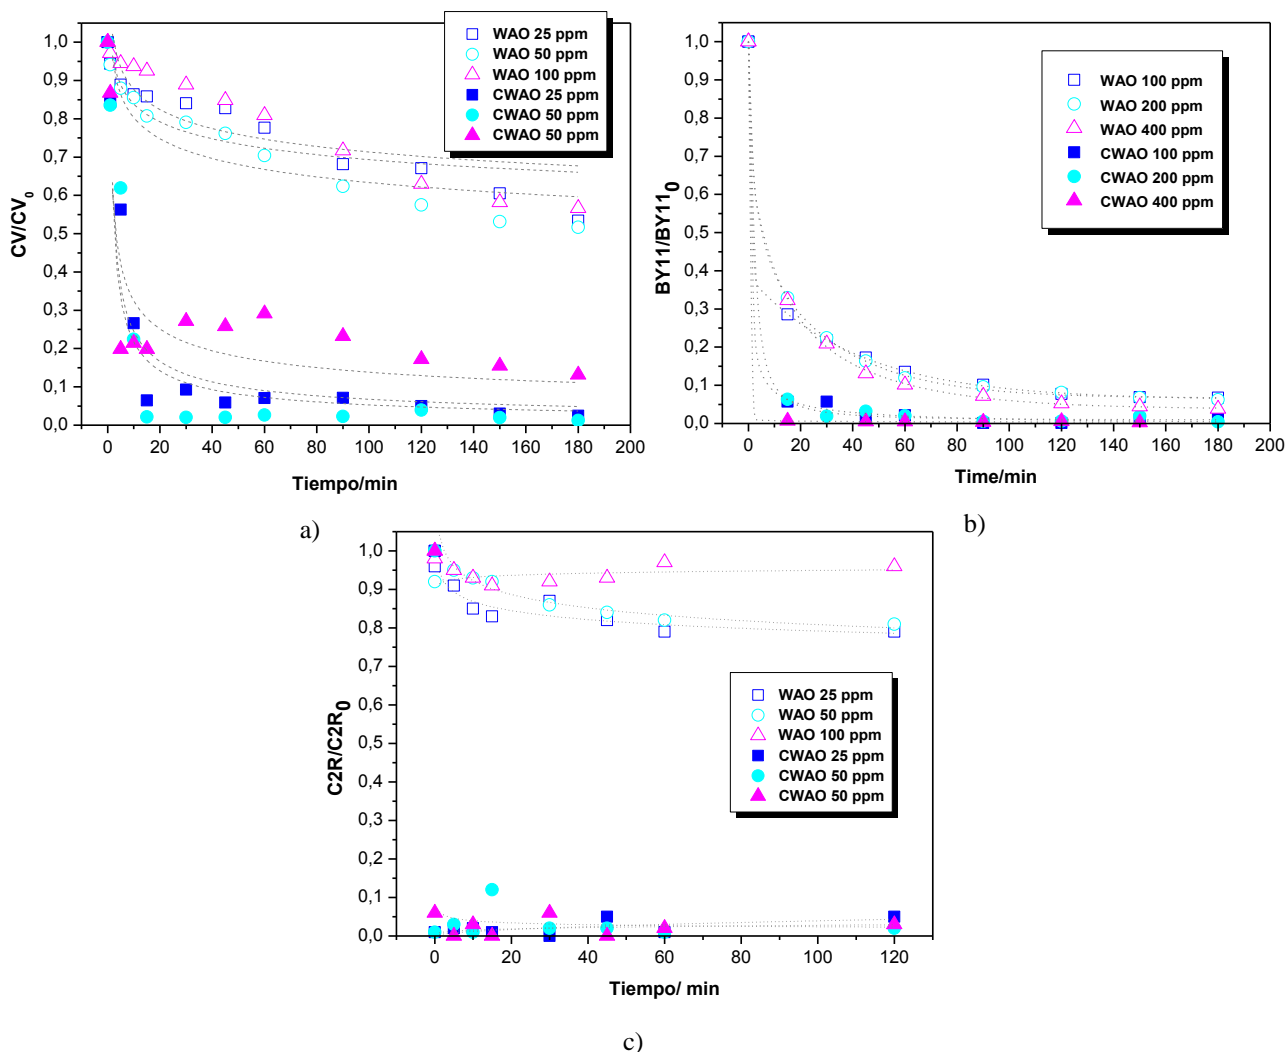 1,0
0,9
0,8
0,7
0,6
0,5
0,4
0,3
0,2
0,1
0,0
CV/CV0
0 20 40 60 80 100 120 140 160 180 200
Tiempo/min
WAO 25 ppm
WAO 50 ppm
WAO 100 ppm
CWAO 25 ppm
CWAO 50 ppm
CWAO 50 ppm
a)
1,0
0,9
0,8
0,7
0,6
0,5
0,4
0,3
0,2
0,1
0,0
BY11/BY110
0 20 40 60 80 100 120 140 160 180 200
Time/min
WAO 100 ppm
WAO 200 ppm
WAO 400 ppm
CWAO 100 ppm
CWAO 200 ppm
CWAO 400 ppm
b)
1,0
0,9
0,8
0,7
0,6
0,5
0,4
0,3
0,2
0,1
0,0
C2R/C2R0
0 20 40 60 80 100 120
Tiempo/ min
WAO 25 ppm
WAO 50 ppm
WAO 100 ppm
CWAO 25 ppm
CWAO 50 ppm
CWAO 50 ppm
c)